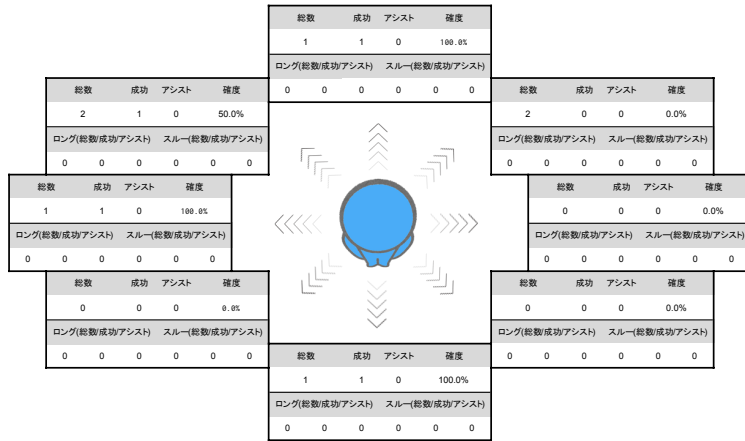 総数 成功 アシスト 確度
1 1 0 100.0%
ロング(総数/成功/アシスト) スルー(総数/成功/アシスト)
0 0 0 0 0 0
総数 成功 アシスト 確度
2 1 0 50.0%
ロング(総数/成功/アシスト) スルー(総数/成功/アシスト)
0 0 0 0 0 0
総数 成功 アシスト 確度
2 0 0 0.0%
ロング(総数/成功/アシスト) スルー(総数/成功/アシスト)
0 0 0 0 0 0
総数 成功 アシスト 確度
1 1 0 100.0%
ロング(総数/成功/アシスト) スルー(総数/成功/アシスト)
0 0 0 0 0 0
総数 成功 アシスト 確度
0 0 0 0.0%
ロング(総数/成功/アシスト) スルー(総数/成功/アシスト)
0 0 0 0 0 0
総数 成功 アシスト 確度
0 0 0 0.0%
ロング(総数/成功/アシスト) スルー(総数/成功/アシスト)
0 0 0 0 0 0
総数 成功 アシスト 確度
0 0 0 0.0%
ロング(総数/成功/アシスト) スルー(総数/成功/アシスト)
0 0 0 0 0 0
総数 成功 アシスト 確度
1 1 0 100.0%
ロング(総数/成功/アシスト) スルー(総数/成功/アシスト)
0 0 0 0 0 0